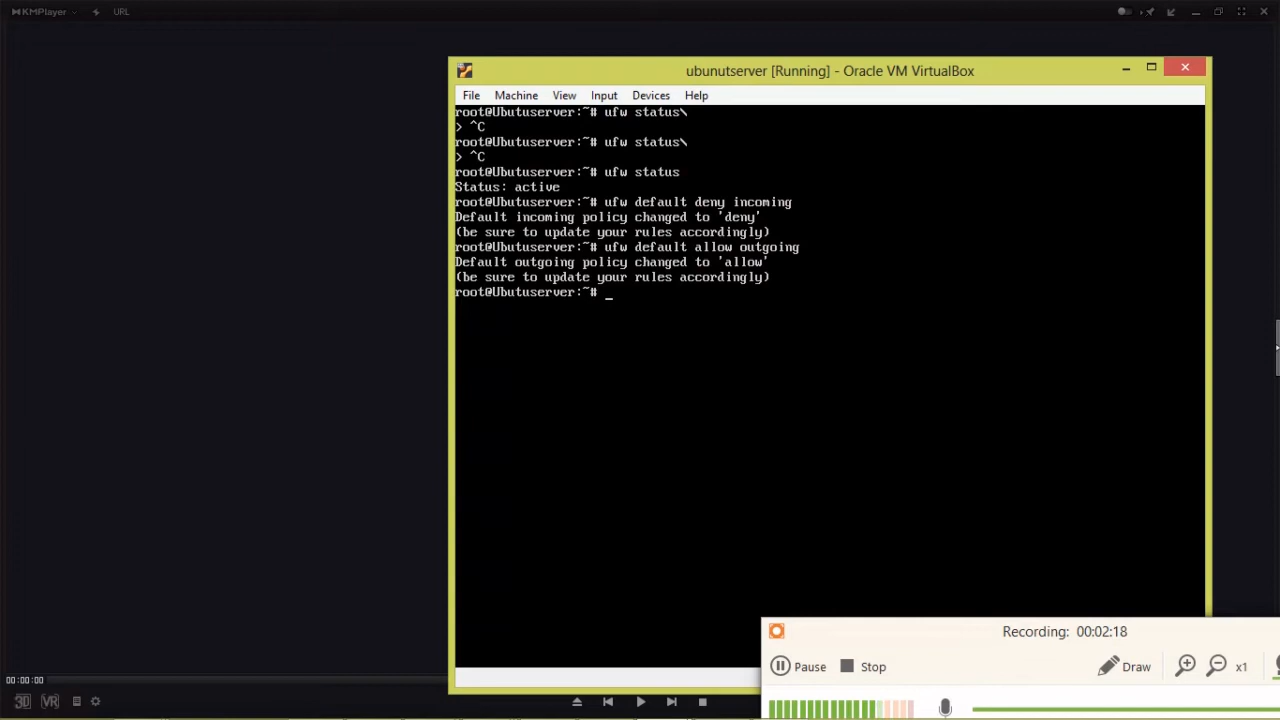 KMPlayer
URL
ubunutserver [Running] - Oracle VM VirtualBox
File Machine View Input Devices Help
root@Ubutuserver:~# ufw status\
> ^C
root@Ubutuserver:~# ufw status\
> ^C
root@Ubutuserver:~# ufw status
Status: active
root@Ubutuserver:~# ufw default deny incoming
Default incoming policy changed to 'deny'
(be sure to update your rules accordingly)
root@Ubutuserver:~# ufw default allow outgoing
Default outgoing policy changed to 'allow'
(be sure to update your rules accordingly)
root@Ubutuserver:~# _
Recording: 00:02:18
Pause Stop Draw x1
00:00:00
3D VR